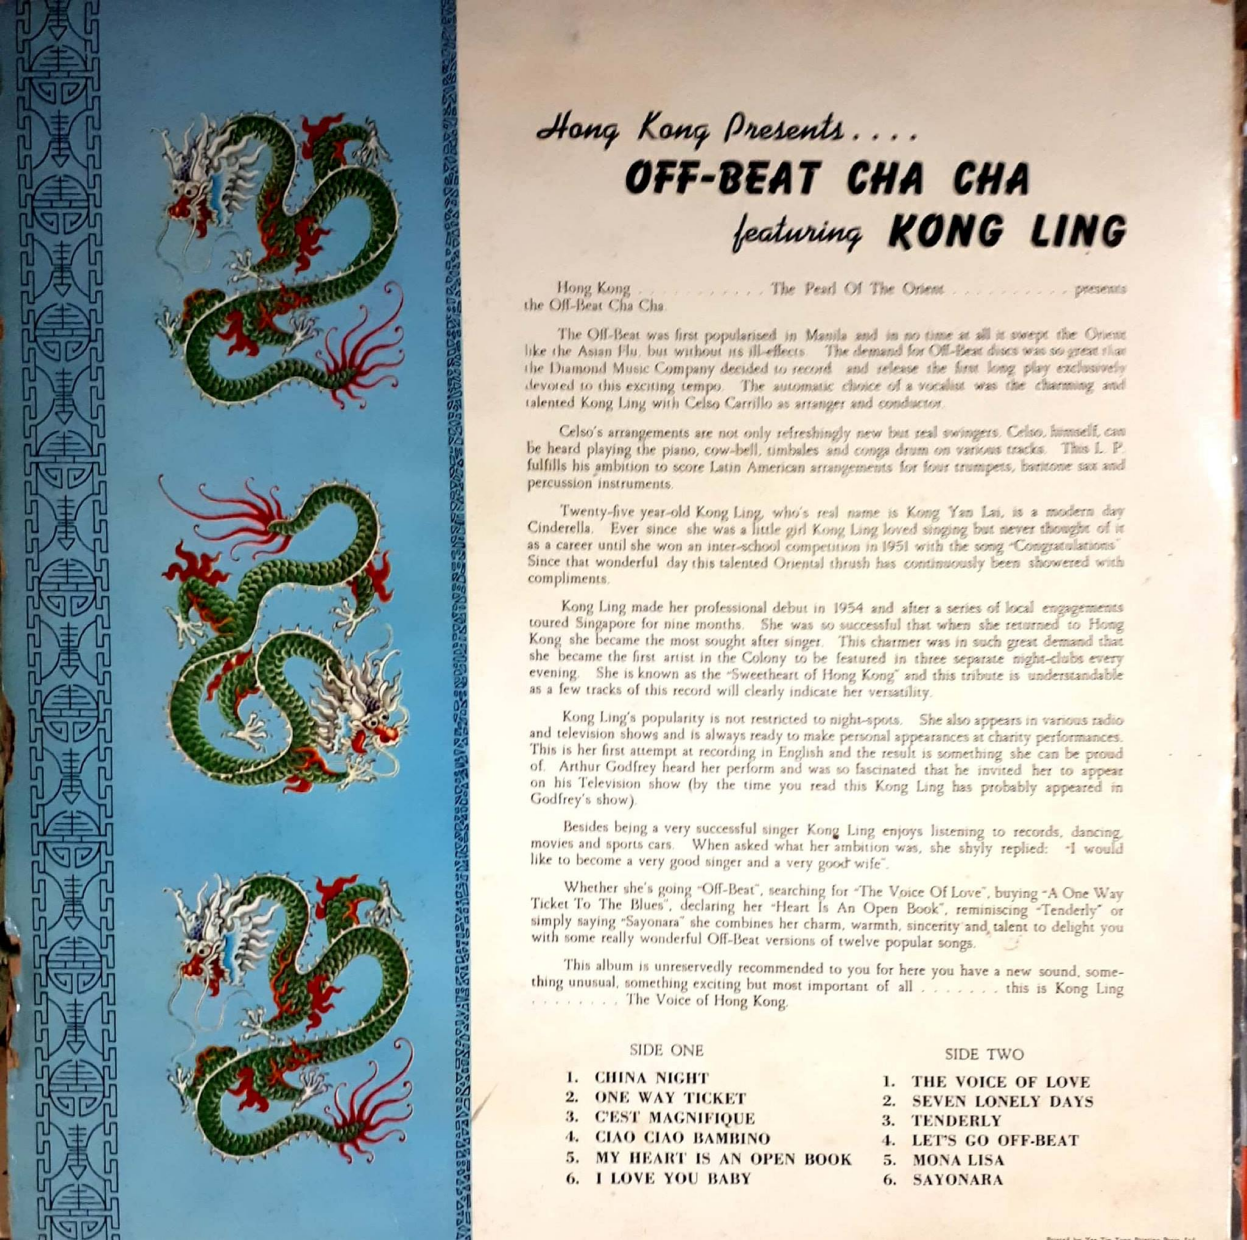 Hong Kong Presents . . . .
OFF-BEAT CHA CHA
featuring KONG LING
Hong Kong . . . . . . . . . . . . The Pearl Of The Orient . . . . . . . . . . . presents
the Off-Beat Cha Cha.
The Off-Beat was first popularised in Manila and in no time at all it swept the Orient
like the Asian Flu, but without its ill-effects. The demand for Off-Beat discs was so great that
the Diamond Music Company decided to record and release the first long play exclusively
devoted to this exciting tempo. The automatic choice of a vocalist was the charming and
talented Kong Ling with Celso Carrillo as arranger and conductor.
Celso's arrangements are not only refreshingly new but real swingers. Celso, himself, can
be heard playing the piano, cow-bell, timbales and conga drum on various tracks. This L. P.
fulfills his ambition to score Latin American arrangements for four trumpets, baritone sax and
percussion instruments.
Twenty-five year-old Kong Ling, who's real name is Kong Yan Lai, is a modern day
Cinderella. Ever since she was a little girl Kong Ling loved singing but never thought of it
as a career until she won an inter-school competition in 1951 with the song "Congratulations"
Since that wonderful day this talented Oriental thrush has continuously been showered with
compliments.
Kong Ling made her professional debut in 1954 and after a series of local engagements
toured Singapore for nine months. She was so successful that when she returned to Hong
Kong she became the most sought after singer. This charmer was in such great demand that
she became the first artist in the Colony to be featured in three separate night-clubs every
evening. She is known as the "Sweetheart of Hong Kong" and this tribute is understandable
as a few tracks of this record will clearly indicate her versatility.
Kong Ling's popularity is not restricted to night-spots. She also appears in various radio
and television shows and is always ready to make personal appearances at charity performances.
This is her first attempt at recording in English and the result is something she can be proud
of. Arthur Godfrey heard her perform and was so fascinated that he invited her to appear
on his Television show (by the time you read this Kong Ling has probably appeared in
Godfrey's show).
Besides being a very successful singer Kong Ling enjoys listening to records, dancing,
movies and sports cars. When asked what her ambition was, she shyly replied: "I would
like to become a very good singer and a very good wife".
Whether she's going "Off-Beat", searching for "The Voice Of Love", buying "A One Way
Ticket To The Blues", declaring her "Heart Is An Open Book", reminiscing "Tenderly" or
simply saying "Sayonara" she combines her charm, warmth, sincerity and talent to delight you
with some really wonderful Off-Beat versions of twelve popular songs.
This album is unreservedly recommended to you for here you have a new sound, some-
thing unusual, something exciting but most important of all . . . . . . . this is Kong Ling
. . . . . . . . The Voice of Hong Kong.
SIDE ONE
1. CHINA NIGHT
2. ONE WAY TICKET
3. C'EST MAGNIFIQUE
4. CIAO CIAO BAMBINO
5. MY HEART IS AN OPEN BOOK
6. I LOVE YOU BABY
SIDE TWO
1. THE VOICE OF LOVE
2. SEVEN LONELY DAYS
3. TENDERLY
4. LET'S GO OFF-BEAT
5. MONA LISA
6. SAYONARA